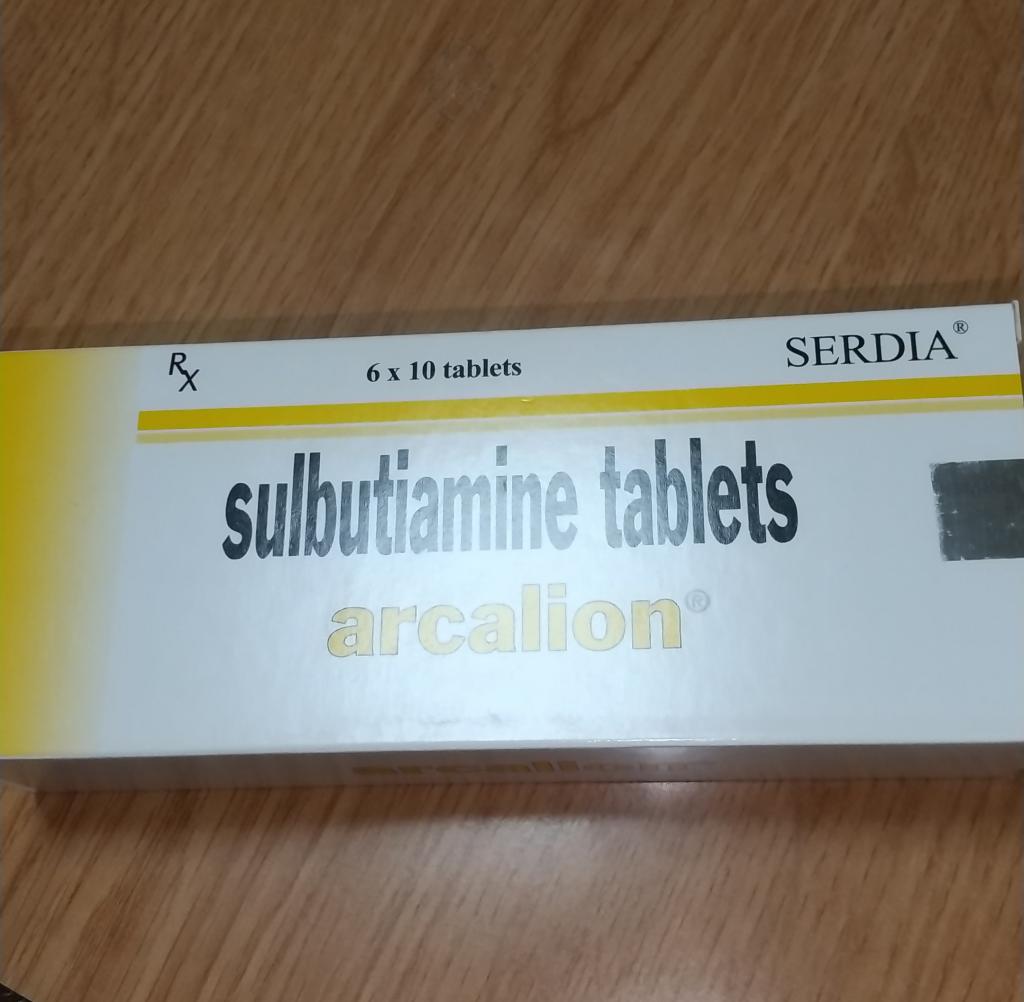 Rx
6 x 10 tablets
SERDIA®
sulbutiamine tablets
arcalion®